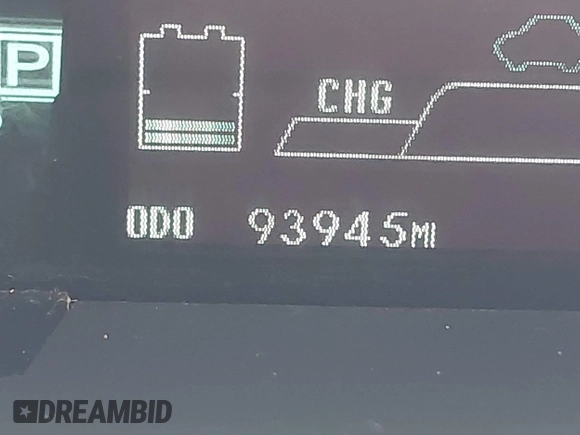 P
CHG
ODO 93945MI
DREAMBID